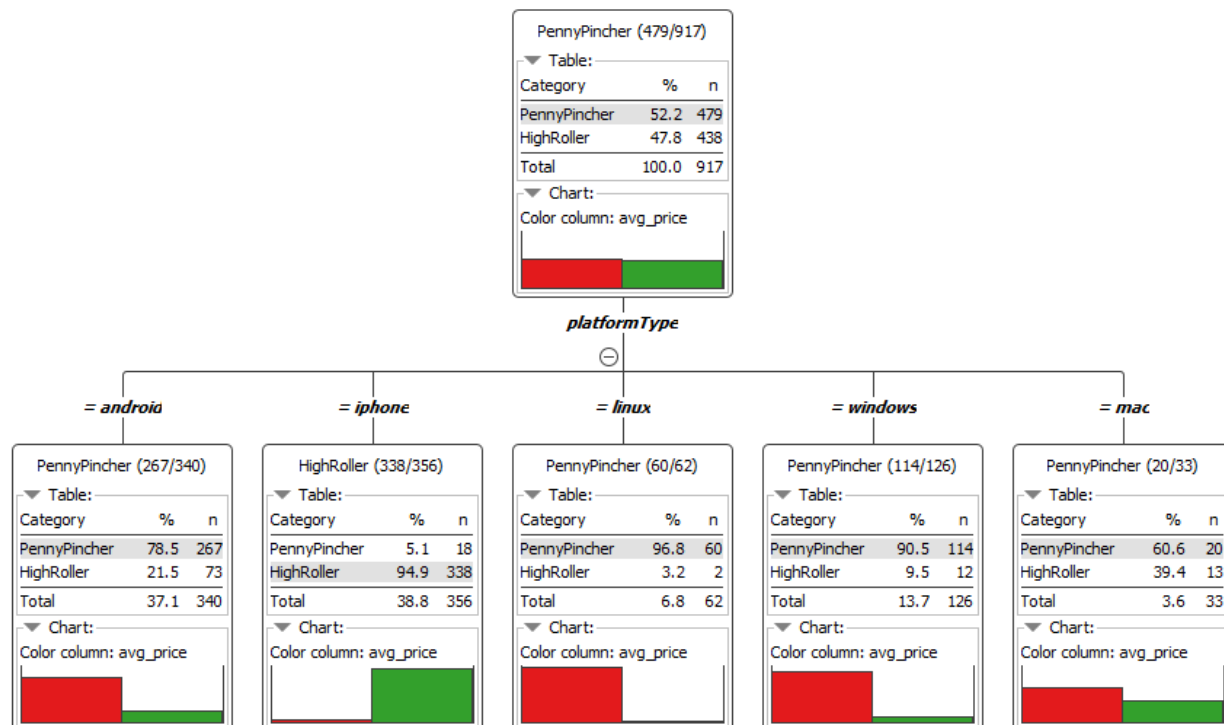 PennyPincher (479/917)
Table:
Category % n
PennyPincher 52.2 479
HighRoller 47.8 438
Total 100.0 917
Chart:
Color column: avg_price
platformType
= android
= iphone
= linux
= windows
= mac
PennyPincher (267/340)
Table:
Category % n
PennyPincher 78.5 267
HighRoller 21.5 73
Total 37.1 340
Chart:
Color column: avg_price
HighRoller (338/356)
Table:
Category % n
PennyPincher 5.1 18
HighRoller 94.9 338
Total 38.8 356
Chart:
Color column: avg_price
PennyPincher (60/62)
Table:
Category % n
PennyPincher 96.8 60
HighRoller 3.2 2
Total 6.8 62
Chart:
Color column: avg_price
PennyPincher (114/126)
Table:
Category % n
PennyPincher 90.5 114
HighRoller 9.5 12
Total 13.7 126
Chart:
Color column: avg_price
PennyPincher (20/33)
Table:
Category % n
PennyPincher 60.6 20
HighRoller 39.4 13
Total 3.6 33
Chart:
Color column: avg_price